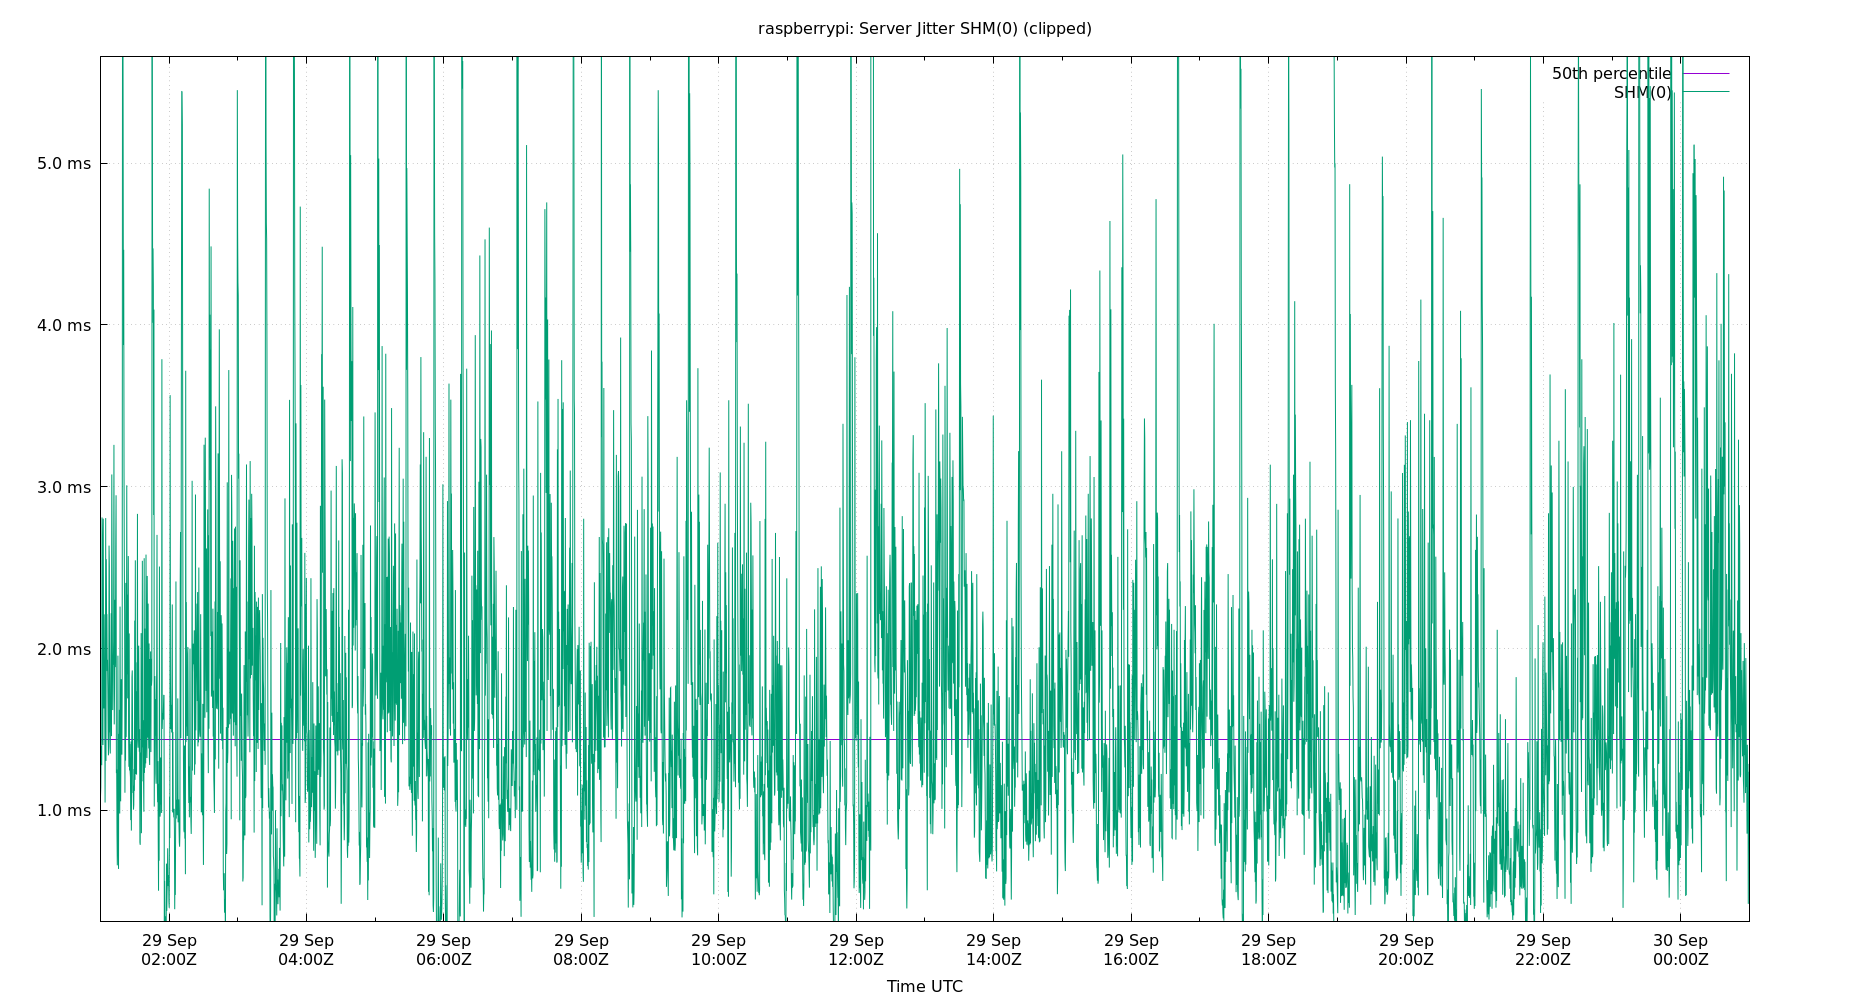 raspberrypi: Server Jitter SHM(0) (clipped)
50th percentile
SHM(0)
5.0 ms
4.0 ms
3.0 ms
2.0 ms
1.0 ms
29 Sep 29 Sep 29 Sep 29 Sep 29 Sep 29 Sep 29 Sep 29 Sep 29 Sep 29 Sep 29 Sep 30 Sep
02:00Z 04:00Z 06:00Z 08:00Z 10:00Z 12:00Z 14:00Z 16:00Z 18:00Z 20:00Z 22:00Z 00:00Z
Time UTC